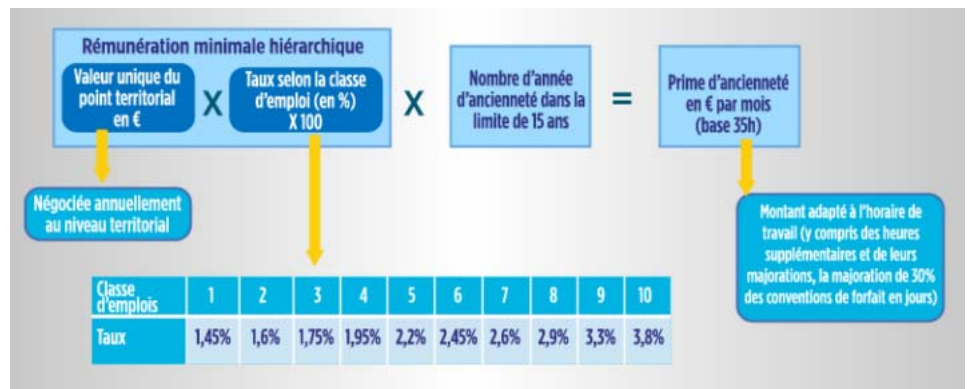 Rémunération minimale hiérarchique
Valeur unique du
point territorial
en €
X
Taux selon la classe
d'emploi (en %)
X 100
X
Nombre d'année
d'ancienneté dans la
limite de 15 ans
=
Prime d'ancienneté
en € par mois
(base 35h)
Négociée annuellement
au niveau territorial
Montant adapté à l'horaire de
travail (y compris des heures
supplémentaires et de leurs
majorations, la majoration de 30%
des conventions de forfait en jours)
Classe
d'emplois
1 2 3 4 5 6 7 8 9 10
Taux 1,45% 1,6% 1,75% 1,95% 2,2% 2,45% 2,6% 2,9% 3,3% 3,8%